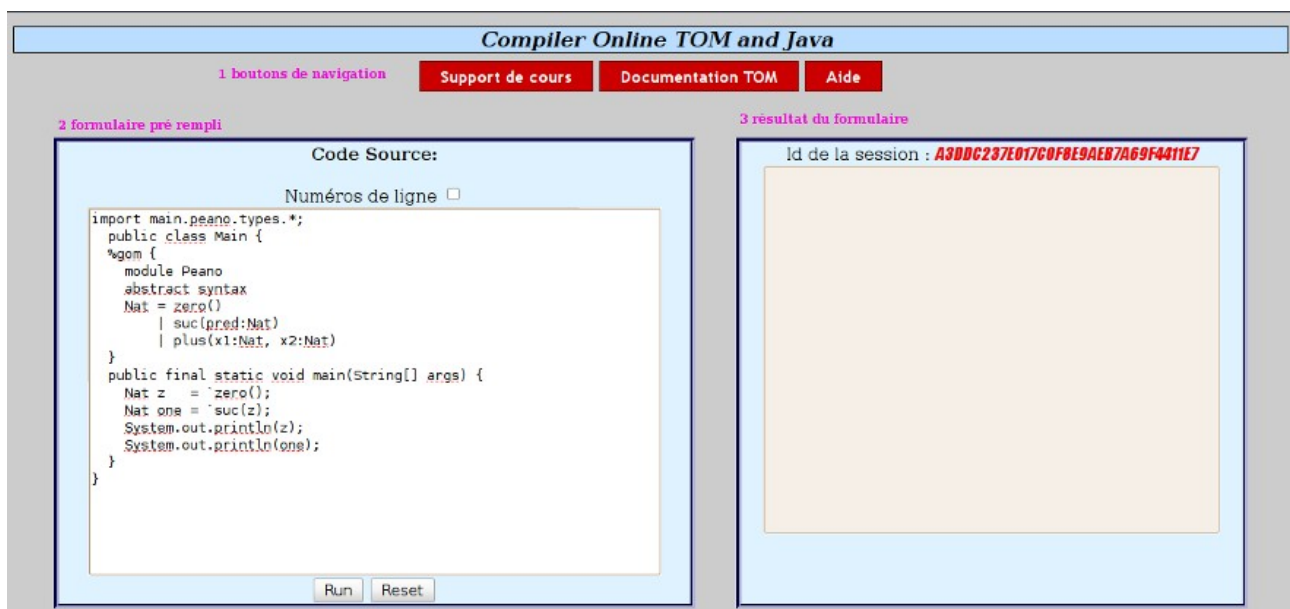 Compiler Online TOM and Java
1 boutons de navigation
Support de cours
Documentation TOM
Aide
2 formulaire pré rempli
Code Source:
Numéros de ligne
import main.peano.types.*;
  public class Main {
  %gom {
    module Peano
    abstract syntax
    Nat = zero()
        | suc(pred:Nat)
        | plus(x1:Nat, x2:Nat)
  }
  public final static void main(String[] args) {
    Nat z   = `zero();
    Nat one = `suc(z);
    System.out.println(z);
    System.out.println(one);
  }
}
Run
Reset
3 résultat du formulaire
Id de la session : A3DDC237E017C0F8E9AEB7A69F4411E7